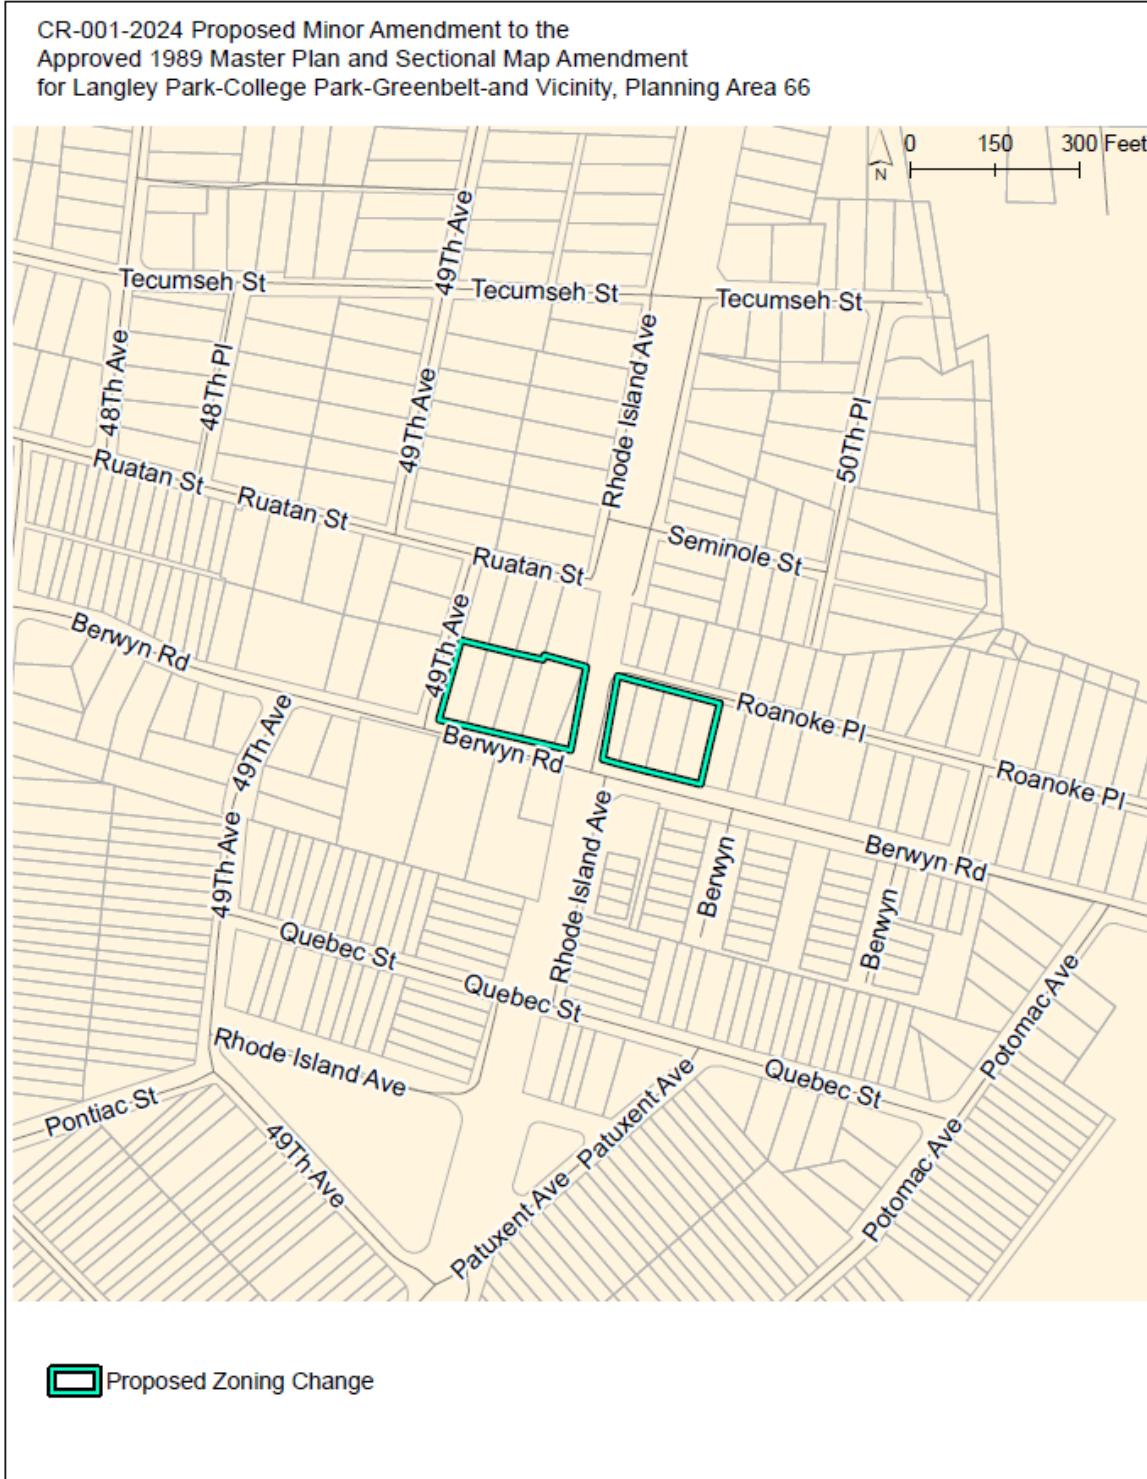 CR-001-2024 Proposed Minor Amendment to the
Approved 1989 Master Plan and Sectional Map Amendment
for Langley Park-College Park-Greenbelt-and Vicinity, Planning Area 66
0 150 300 Feet
N
49Th Ave
Tecumseh St
Tecumseh St
Tecumseh St
48Th Ave
48Th Pl
49Th Ave
Rhode Island Ave
50Th Pl
Ruatan St
Ruatan St
Ruatan St
Seminole St
Berwyn Rd
49Th Ave
49Th Ave
Berwyn Rd
Roanoke Pl
Roanoke Pl
49Th Ave
Rhode Island Ave
Berwyn
Berwyn Rd
Berwyn
Quebec St
Quebec St
Rhode Island Ave
Pontiac St
49Th Ave
Patuxent Ave
Patuxent Ave
Quebec St
Potomac Ave
Potomac Ave
Proposed Zoning Change